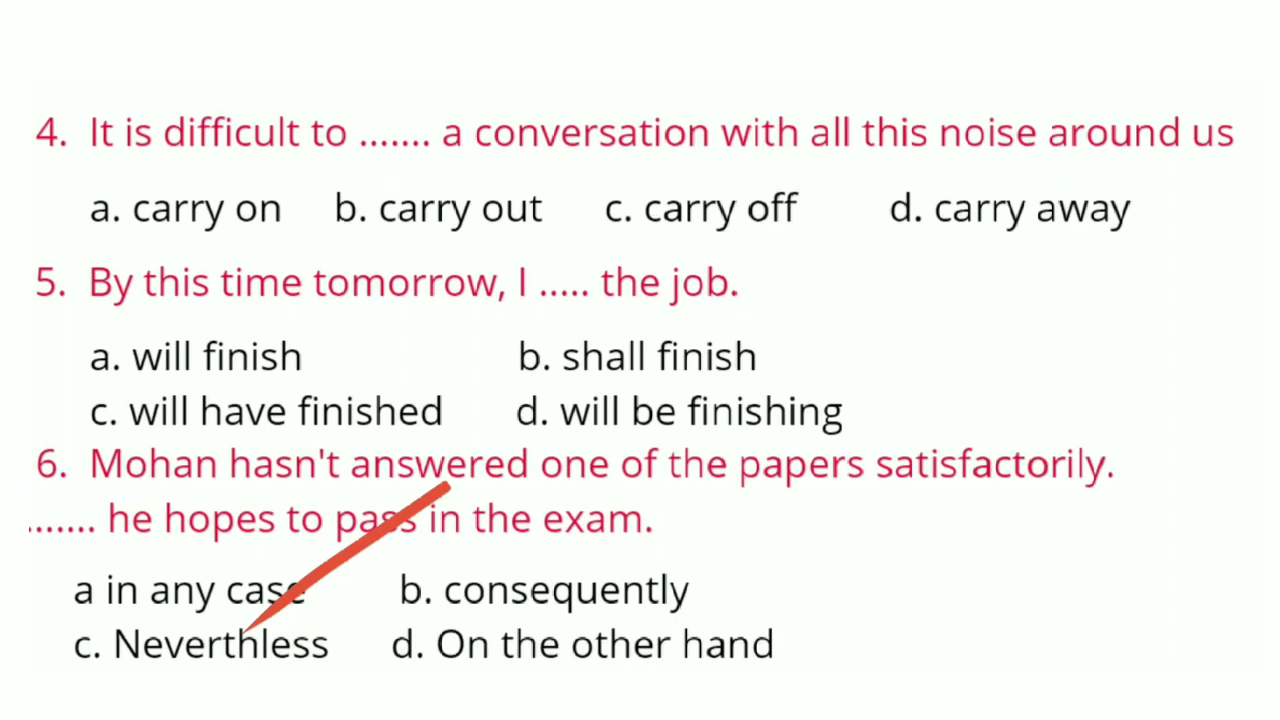 4. It is difficult to ....... a conversation with all this noise around us
a. carry on b. carry out c. carry off d. carry away
5. By this time tomorrow, I ..... the job.
a. will finish b. shall finish
c. will have finished d. will be finishing
6. Mohan hasn't answered one of the papers satisfactorily.
....... he hopes to pass in the exam.
a in any case b. consequently
c. Neverthless d. On the other hand